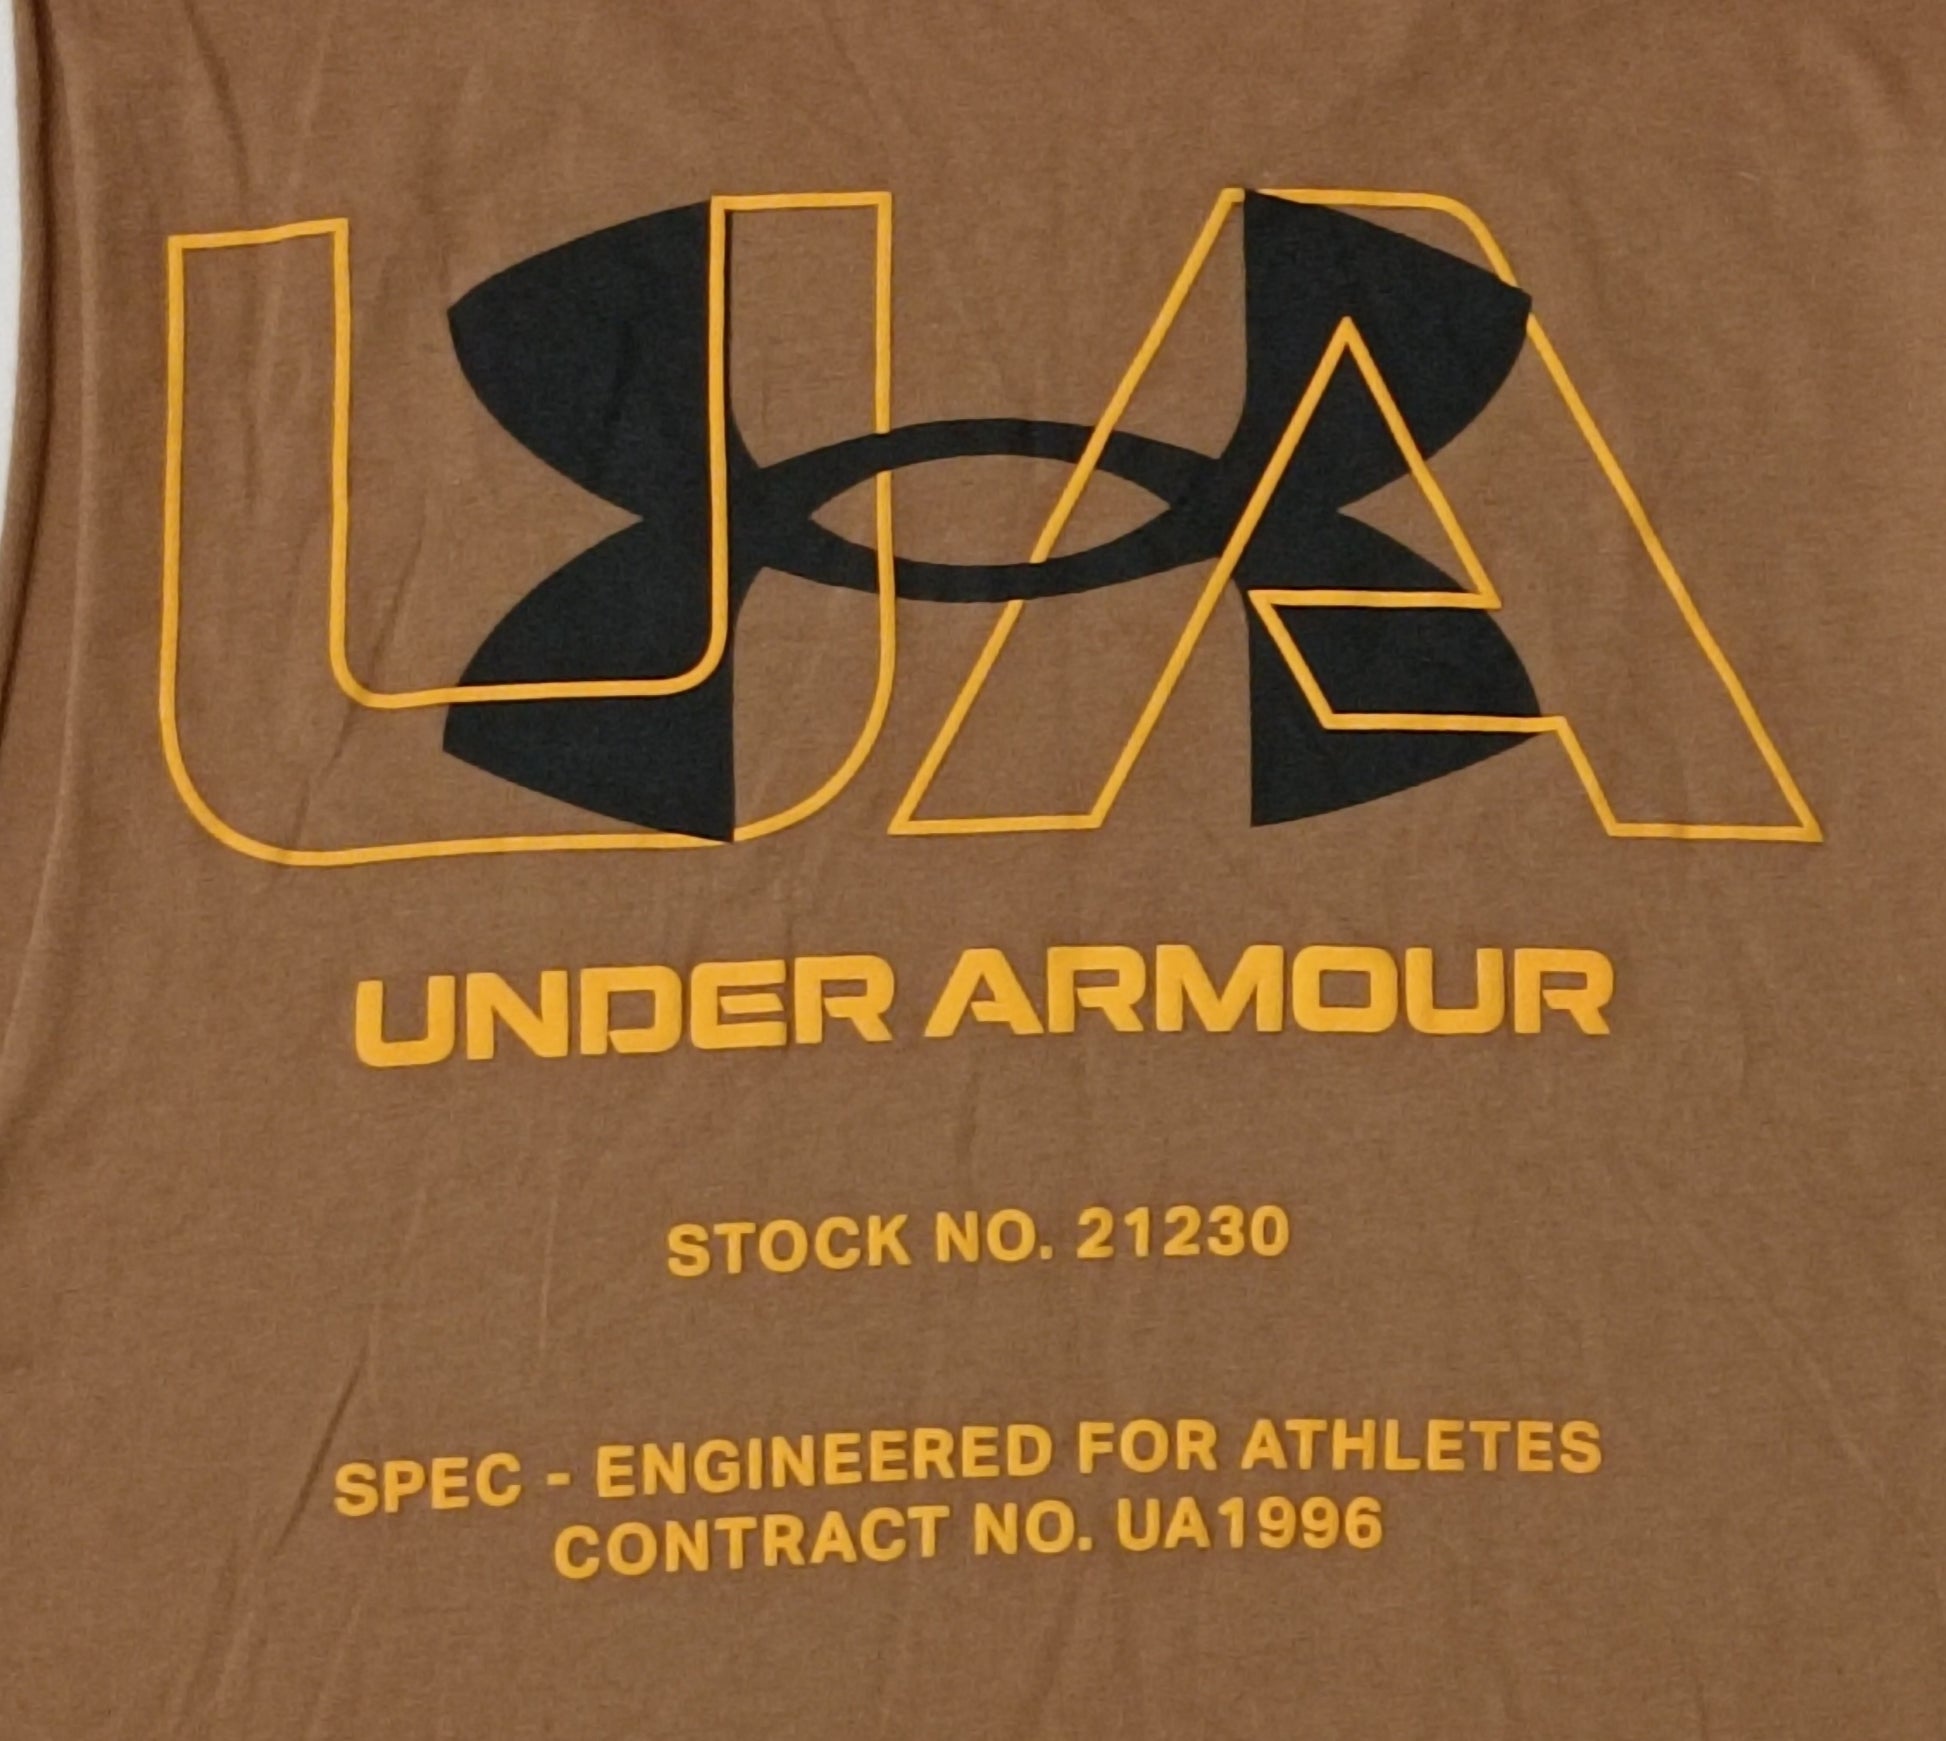 UA
UNDER ARMOUR
STOCK NO. 21230
SPEC - ENGINEERED FOR ATHLETES
CONTRACT NO. UA1996